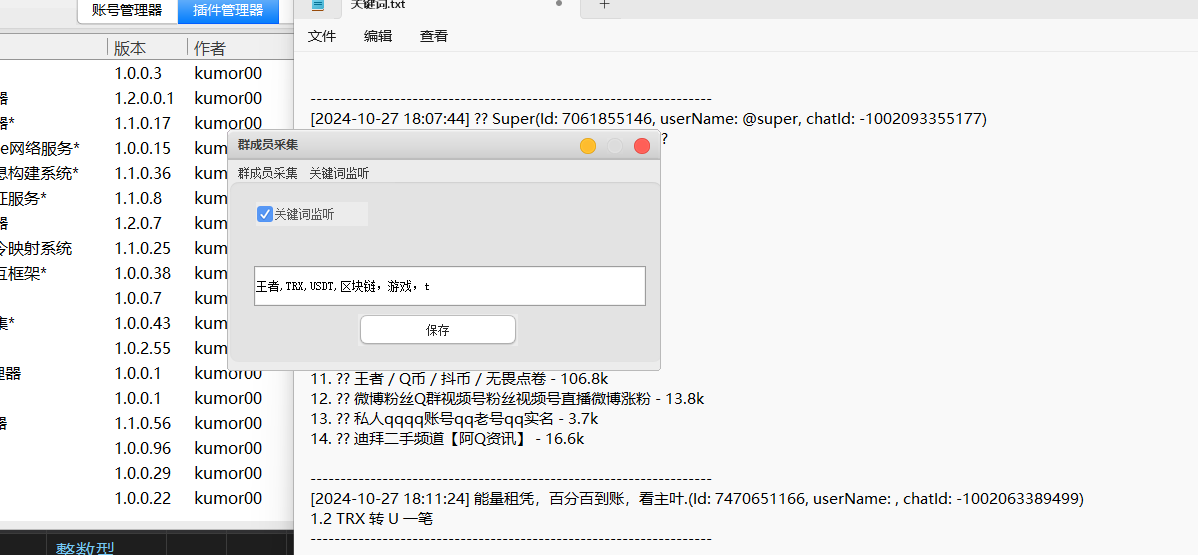 账号管理器
插件管理器
版本
作者
1.0.0.3
kumor00
器
1.2.0.0.1
kumor00
器*
1.1.0.17
kumor00
e网络服务*
1.0.0.15
kum
想构建系统*
1.1.0.36
kum
证服务*
1.1.0.8
kum
器
1.2.0.7
kum
令映射系统
1.1.0.25
kum
互框架*
1.0.0.38
kum
1.0.0.7
kum
集*
1.0.0.43
kum
1.0.2.55
kum
理器
1.0.0.1
kumor00
1.0.0.1
kumor00
器
1.1.0.56
kumor00
1.0.0.96
kumor00
1.0.0.29
kumor00
1.0.0.22
kumor00
整数型
关键词.txt
文件
编辑
查看
-------------------------------------------------------------------
[2024-10-27 18:07:44] ?? Super(Id: 7061855146, userName: @super, chatId: -1002093355177)
?
群成员采集
群成员采集
关键词监听
关键词监听
王者,TRX,USDT,区块链，游戏，t
保存
11. ?? 王者 / Q币 / 抖币 / 无畏点卷 - 106.8k
12. ?? 微博粉丝Q群视频号粉丝视频号直播微博涨粉 - 13.8k
13. ?? 私人qqqq账号qq老号qq实名 - 3.7k
14. ?? 迪拜二手频道【阿Q资讯】 - 16.6k
-------------------------------------------------------------------
[2024-10-27 18:11:24] 能量租凭，百分百到账，看主叶.(Id: 7470651166, userName: , chatId: -1002063389499)
1.2 TRX 转 U 一笔
-------------------------------------------------------------------